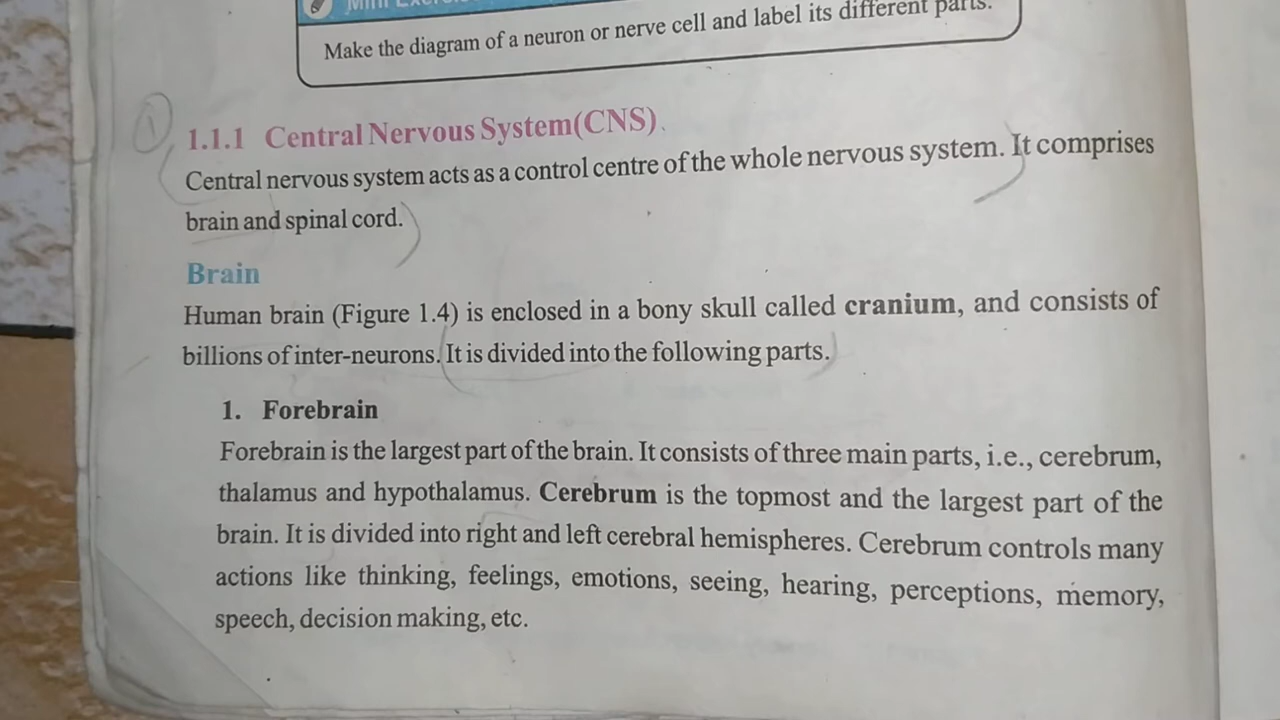 Mini
Make the diagram of a neuron or nerve cell and label its different parts.
1
1.1.1 Central Nervous System(CNS)
Central nervous system acts as a control centre of the whole nervous system. It comprises
brain and spinal cord.
Brain
Human brain (Figure 1.4) is enclosed in a bony skull called cranium, and consists of
billions of inter-neurons. It is divided into the following parts.
1. Forebrain
Forebrain is the largest part of the brain. It consists of three main parts, i.e., cerebrum,
thalamus and hypothalamus. Cerebrum is the topmost and the largest part of the
brain. It is divided into right and left cerebral hemispheres. Cerebrum controls many
actions like thinking, feelings, emotions, seeing, hearing, perceptions, memory,
speech, decision making, etc.